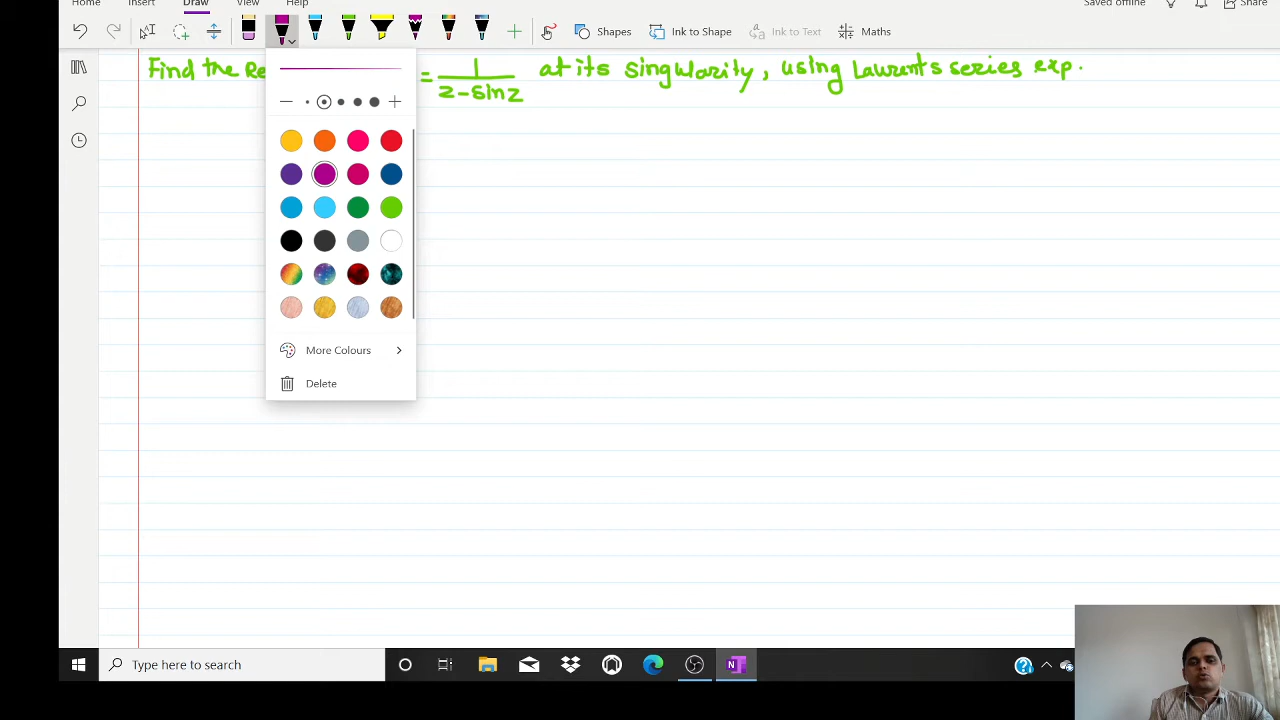 Home Insert Draw View Help Saved offline Share
Ink to Shape Shapes Ink to Text Maths
Find the Re = 1/(z-sinz) at its singularity, using Laurent's series exp.
More Colours
Delete
Type here to search